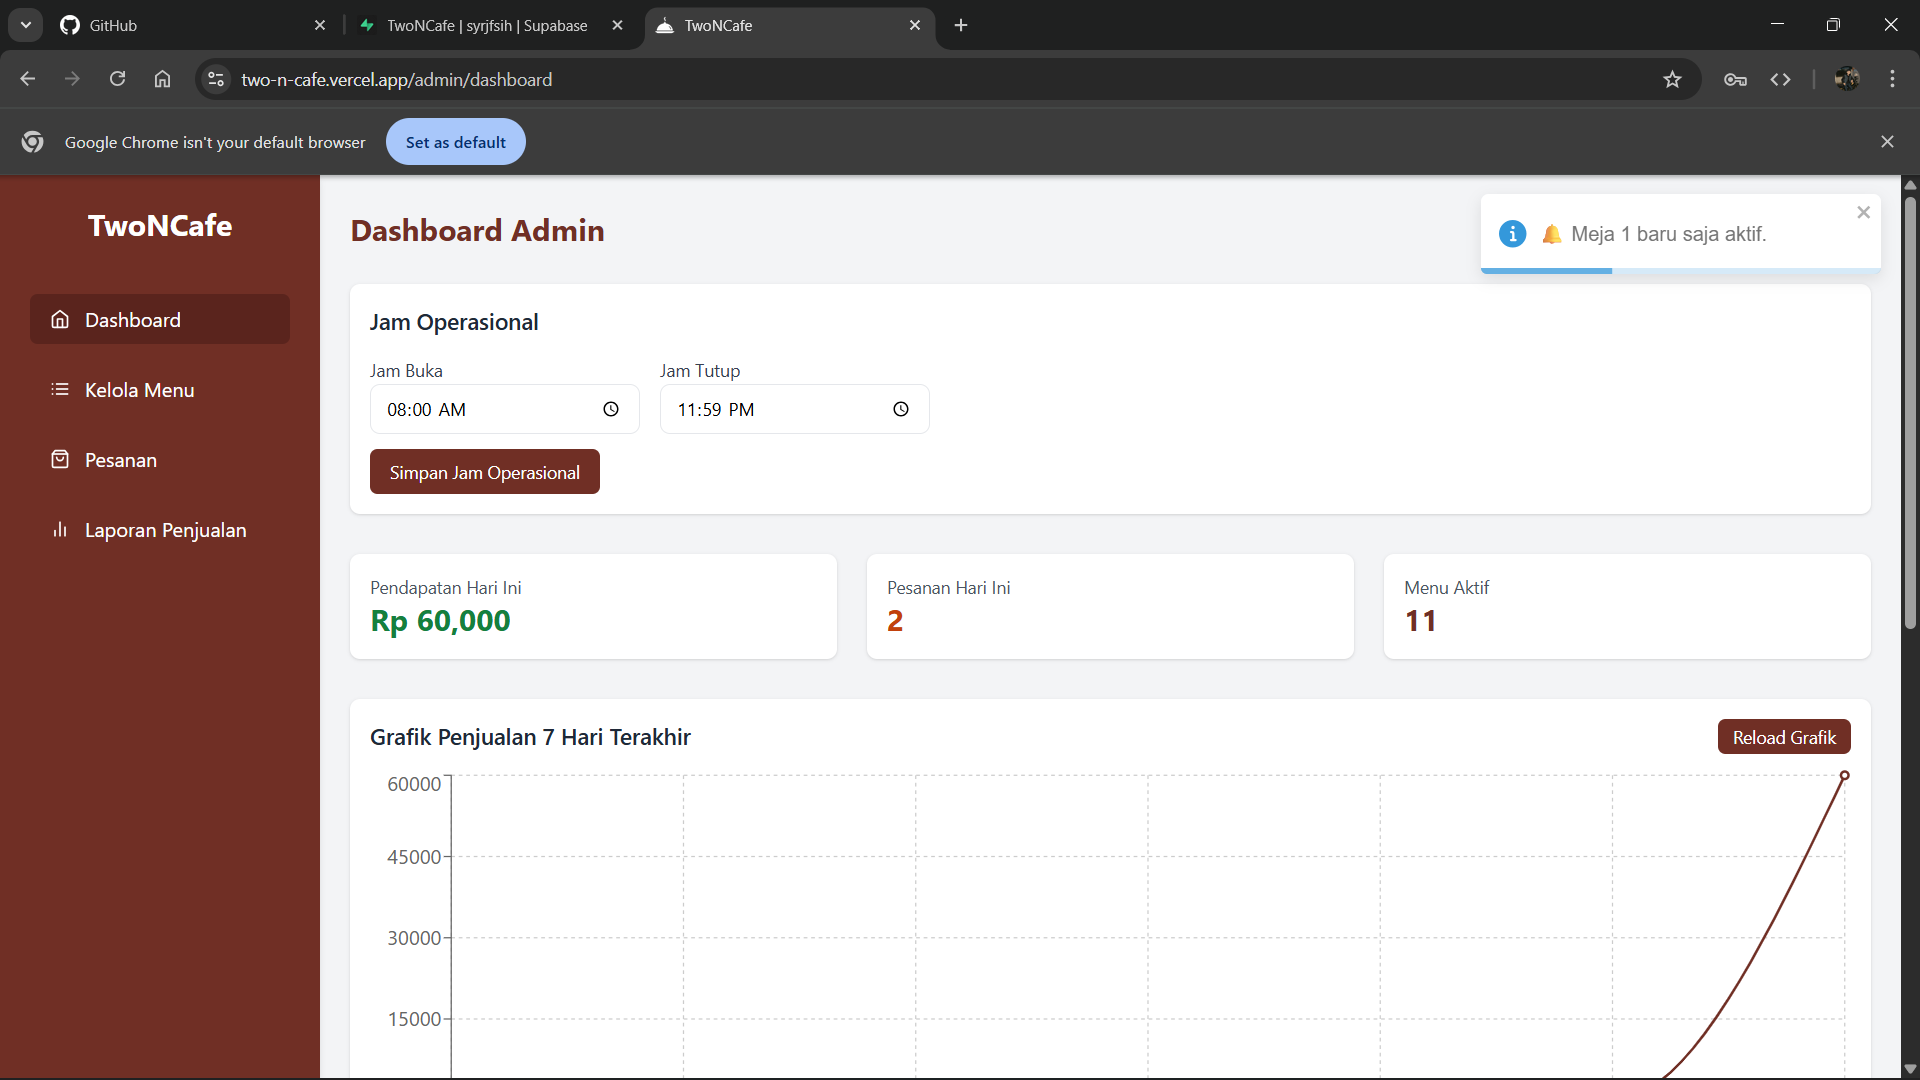 GitHub
TwoNCafe | syrjfsih | Supabase
TwoNCafe
two-n-cafe.vercel.app/admin/dashboard
Google Chrome isn't your default browser
Set as default
TwoNCafe
Dashboard
Kelola Menu
Pesanan
Laporan Penjualan
Dashboard Admin
🔔 Meja 1 baru saja aktif.
Jam Operasional
Jam Buka
Jam Tutup
08:00 AM
11:59 PM
Simpan Jam Operasional
Pendapatan Hari Ini
Rp 60,000
Pesanan Hari Ini
2
Menu Aktif
11
Grafik Penjualan 7 Hari Terakhir
Reload Grafik
60000
45000
30000
15000